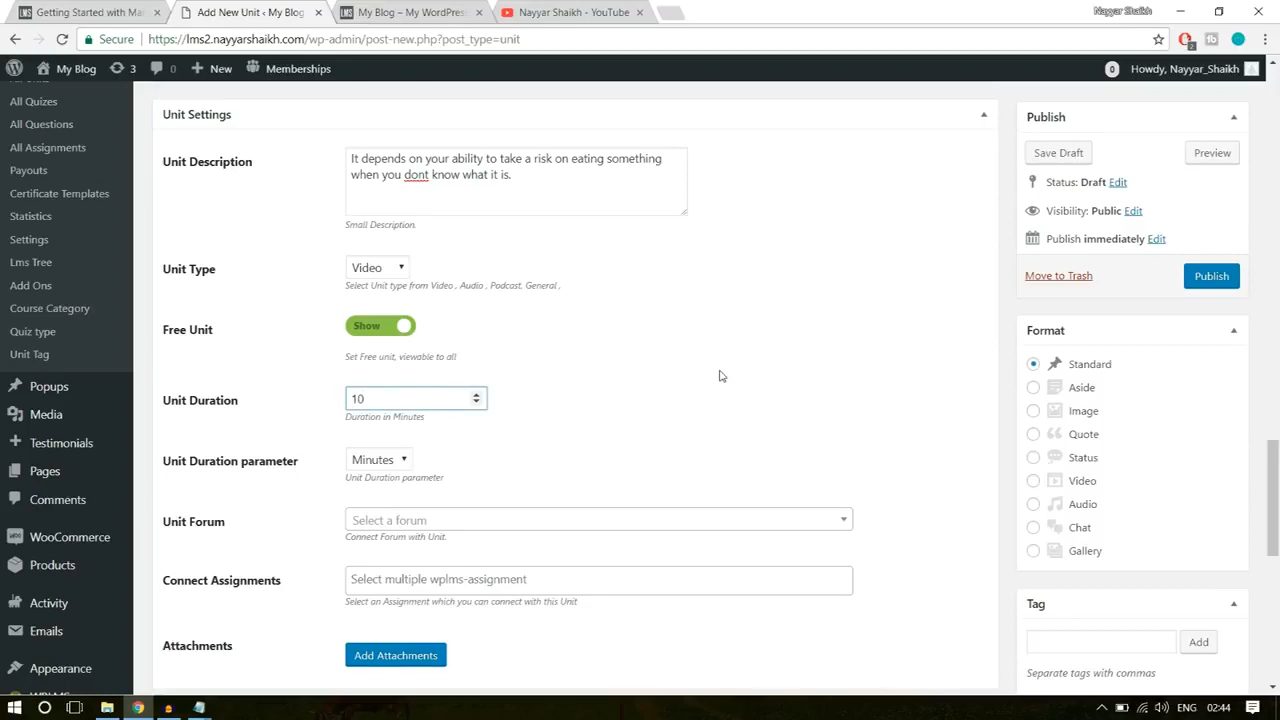 Getting Started with Mar
Add New Unit ‹ My Blog
My Blog – My WordPress
Nayyar Shaikh - YouTube
Nayyar Shaikh
Secure
https://lms2.nayyarshaikh.com/wp-admin/post-new.php?post_type=unit
My Blog
3
0
New
Memberships
0
Howdy, Nayyar_Shaikh
All Quizes
All Questions
All Assignments
Payouts
Certificate Templates
Statistics
Settings
Lms Tree
Add Ons
Course Category
Quiz type
Unit Tag
Popups
Media
Testimonials
Pages
Comments
WooCommerce
Products
Activity
Emails
Appearance
Unit Settings
Unit Description
It depends on your ability to take a risk on eating something
when you dont know what it is.
Small Description.
Unit Type
Video
Select Unit type from Video , Audio , Podcast, General ,
Free Unit
Show
Set Free unit, viewable to all
Unit Duration
10
Duration in Minutes
Unit Duration parameter
Minutes
Unit Duration parameter
Unit Forum
Select a forum
Connect Forum with Unit.
Connect Assignments
Select multiple wplms-assignment
Select an Assignment which you can connect with this Unit
Attachments
Add Attachments
Publish
Save Draft
Preview
Status: Draft Edit
Visibility: Public Edit
Publish immediately Edit
Move to Trash
Publish
Format
Standard
Aside
Image
Quote
Status
Video
Audio
Chat
Gallery
Tag
Add
Separate tags with commas
ENG
02:44